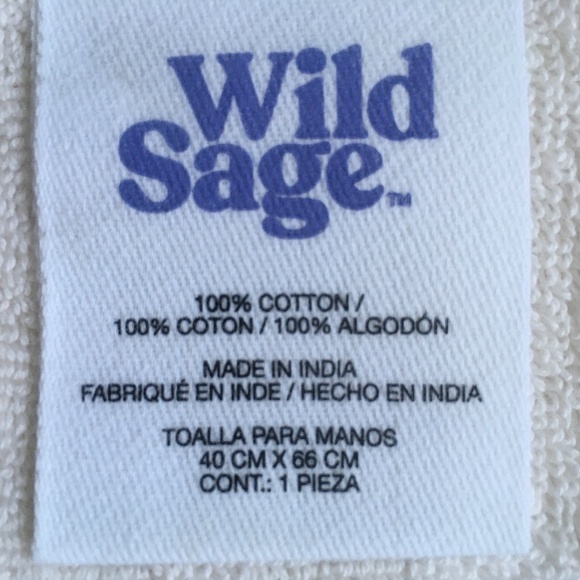 Wild
Sage™
100% COTTON /
100% COTON / 100% ALGODÓN
MADE IN INDIA
FABRIQUÉ EN INDE / HECHO EN INDIA
TOALLA PARA MANOS
40 CM X 66 CM
CONT.: 1 PIEZA